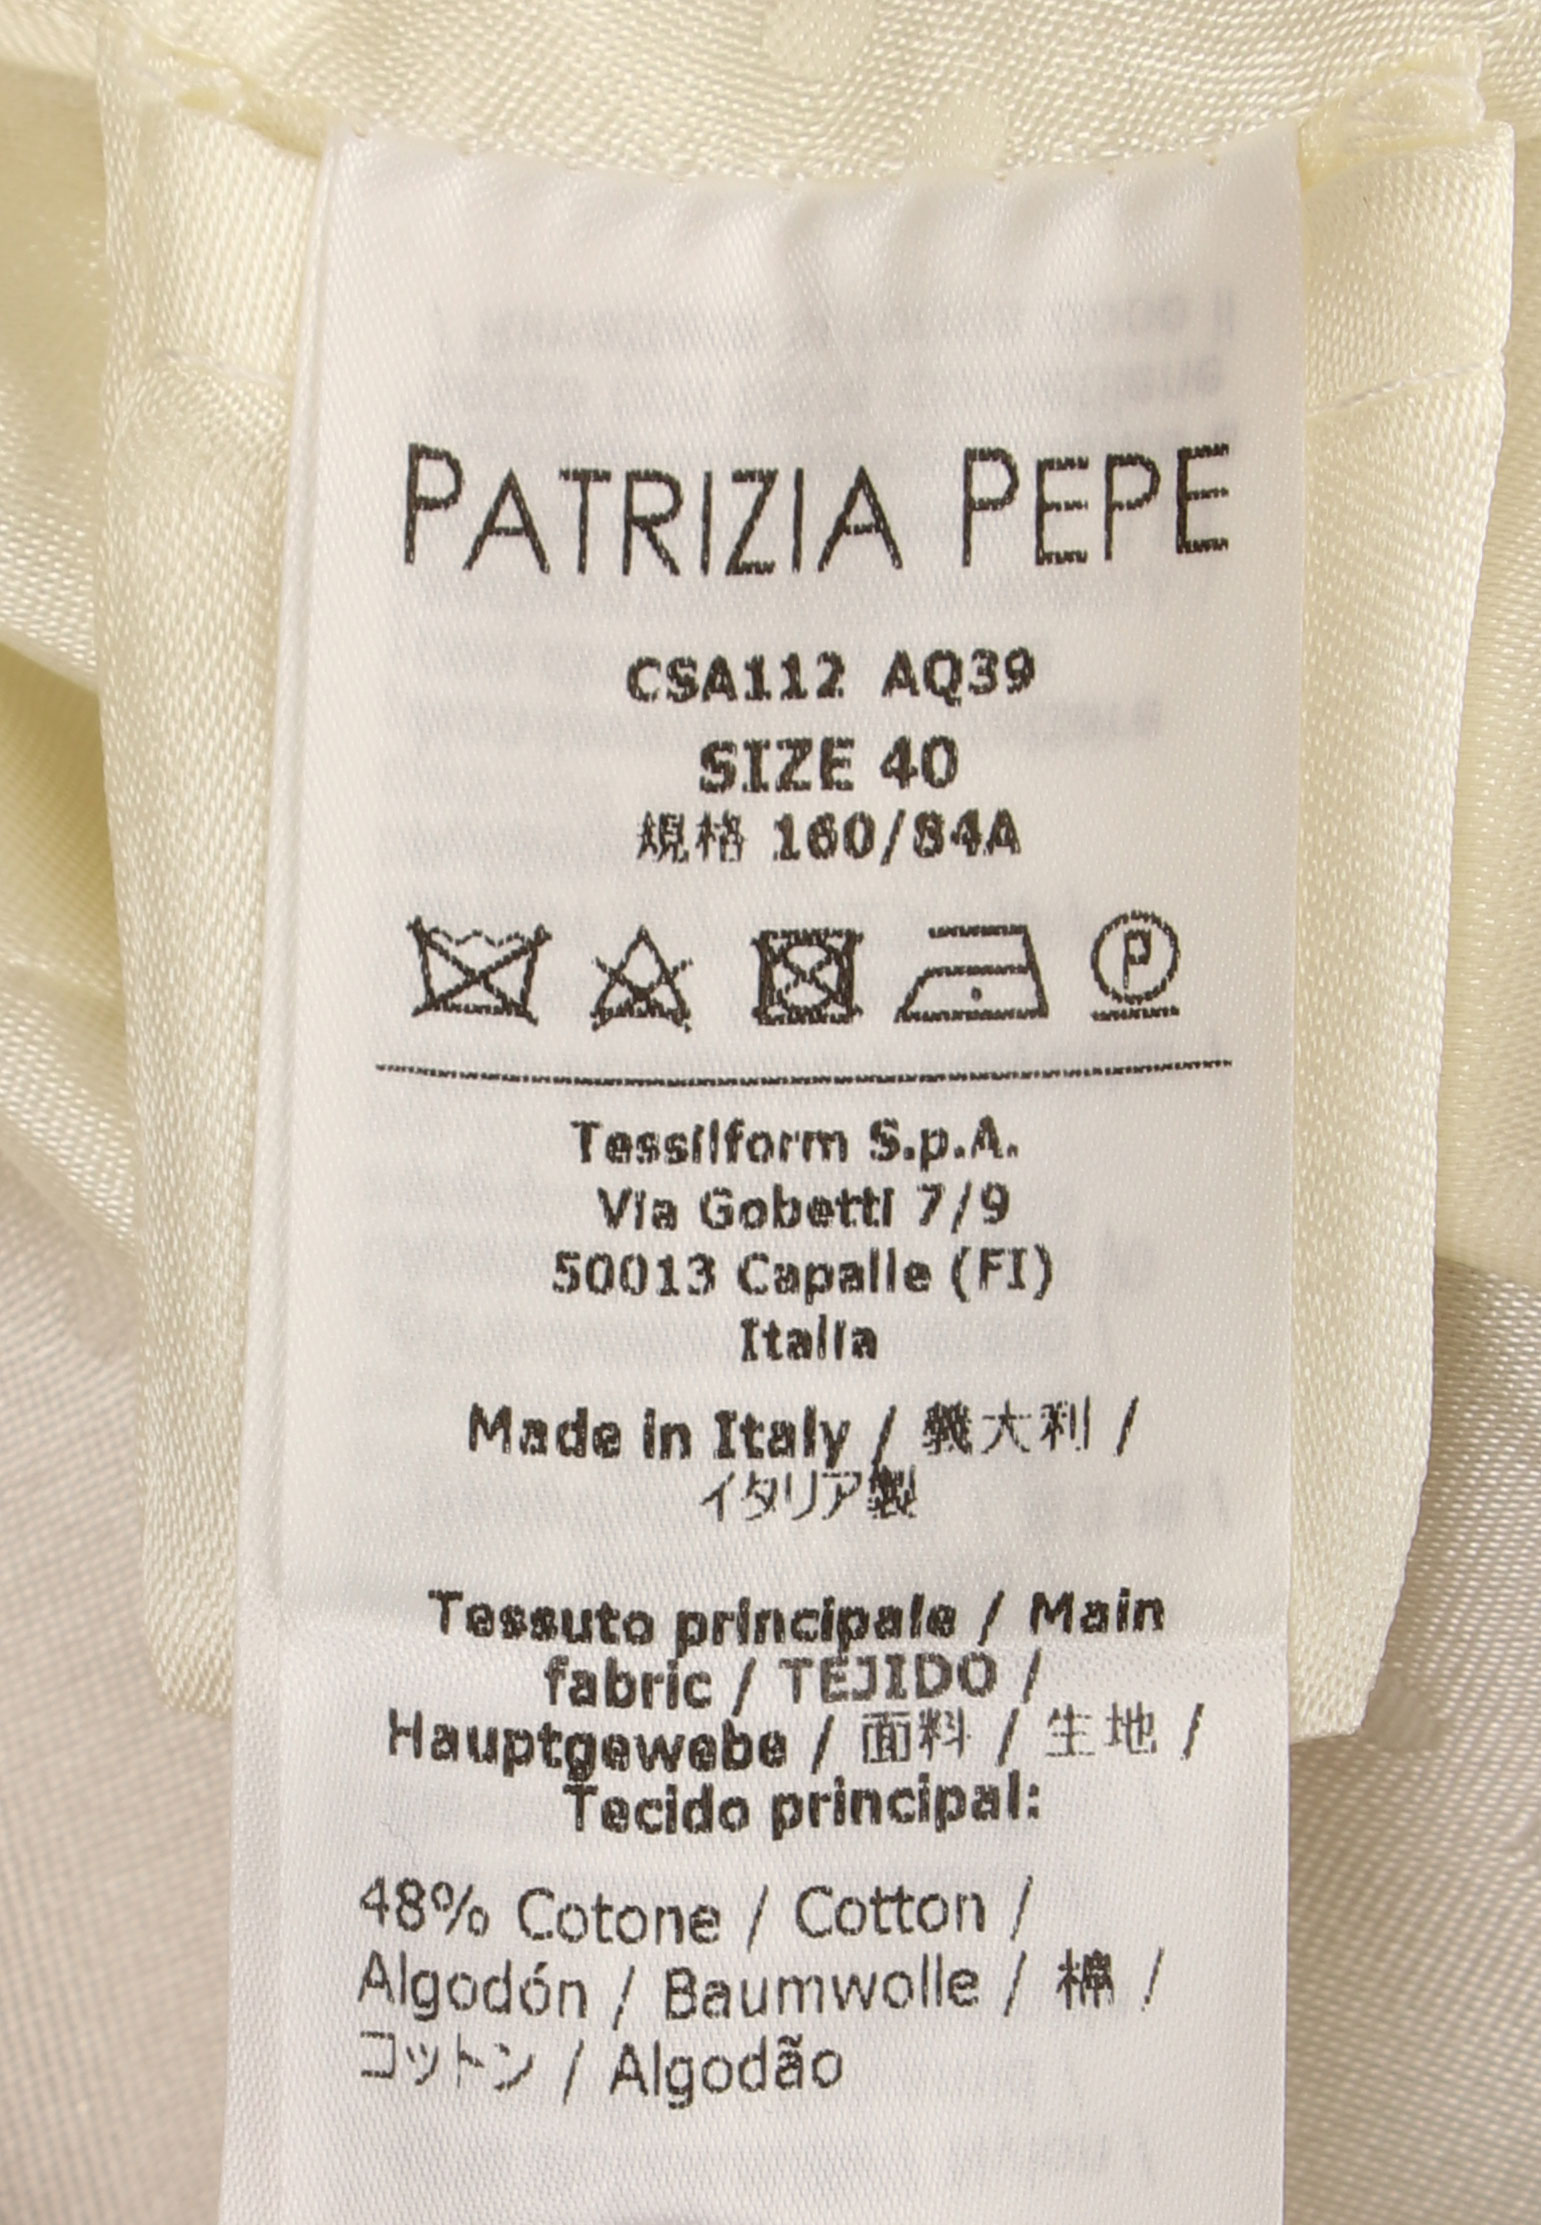 PATRIZIA PEPE
CSA112 AQ39
SIZE 40
規格 160/84A
P
Tessilform S.p.A.
Via Gobetti 7/9
50013 Capalle (FI)
Italia
Made in Italy / 義大利 /
イタリア製
Tessuto principale / Main
fabric / TEJIDO /
Hauptgewebe / 面料 / 生地 /
Tecido principal:
48% Cotone / Cotton /
Algodón / Baumwolle / 棉 /
コットン / Algodão